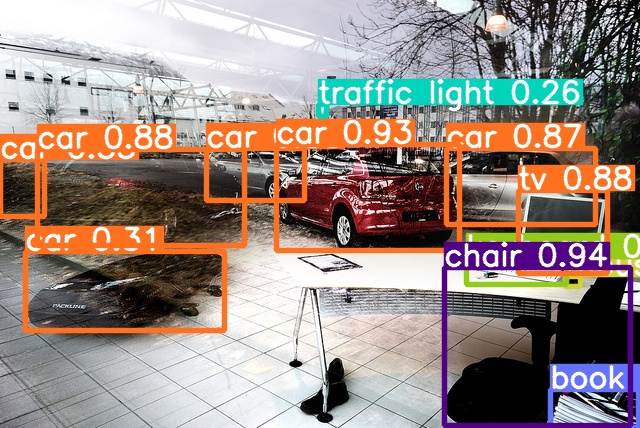 traffic light 0.26
car 0.88
car
car 0.93
car 0.87
tv 0.88
car 0.31
chair 0.94
PACKLINE
book